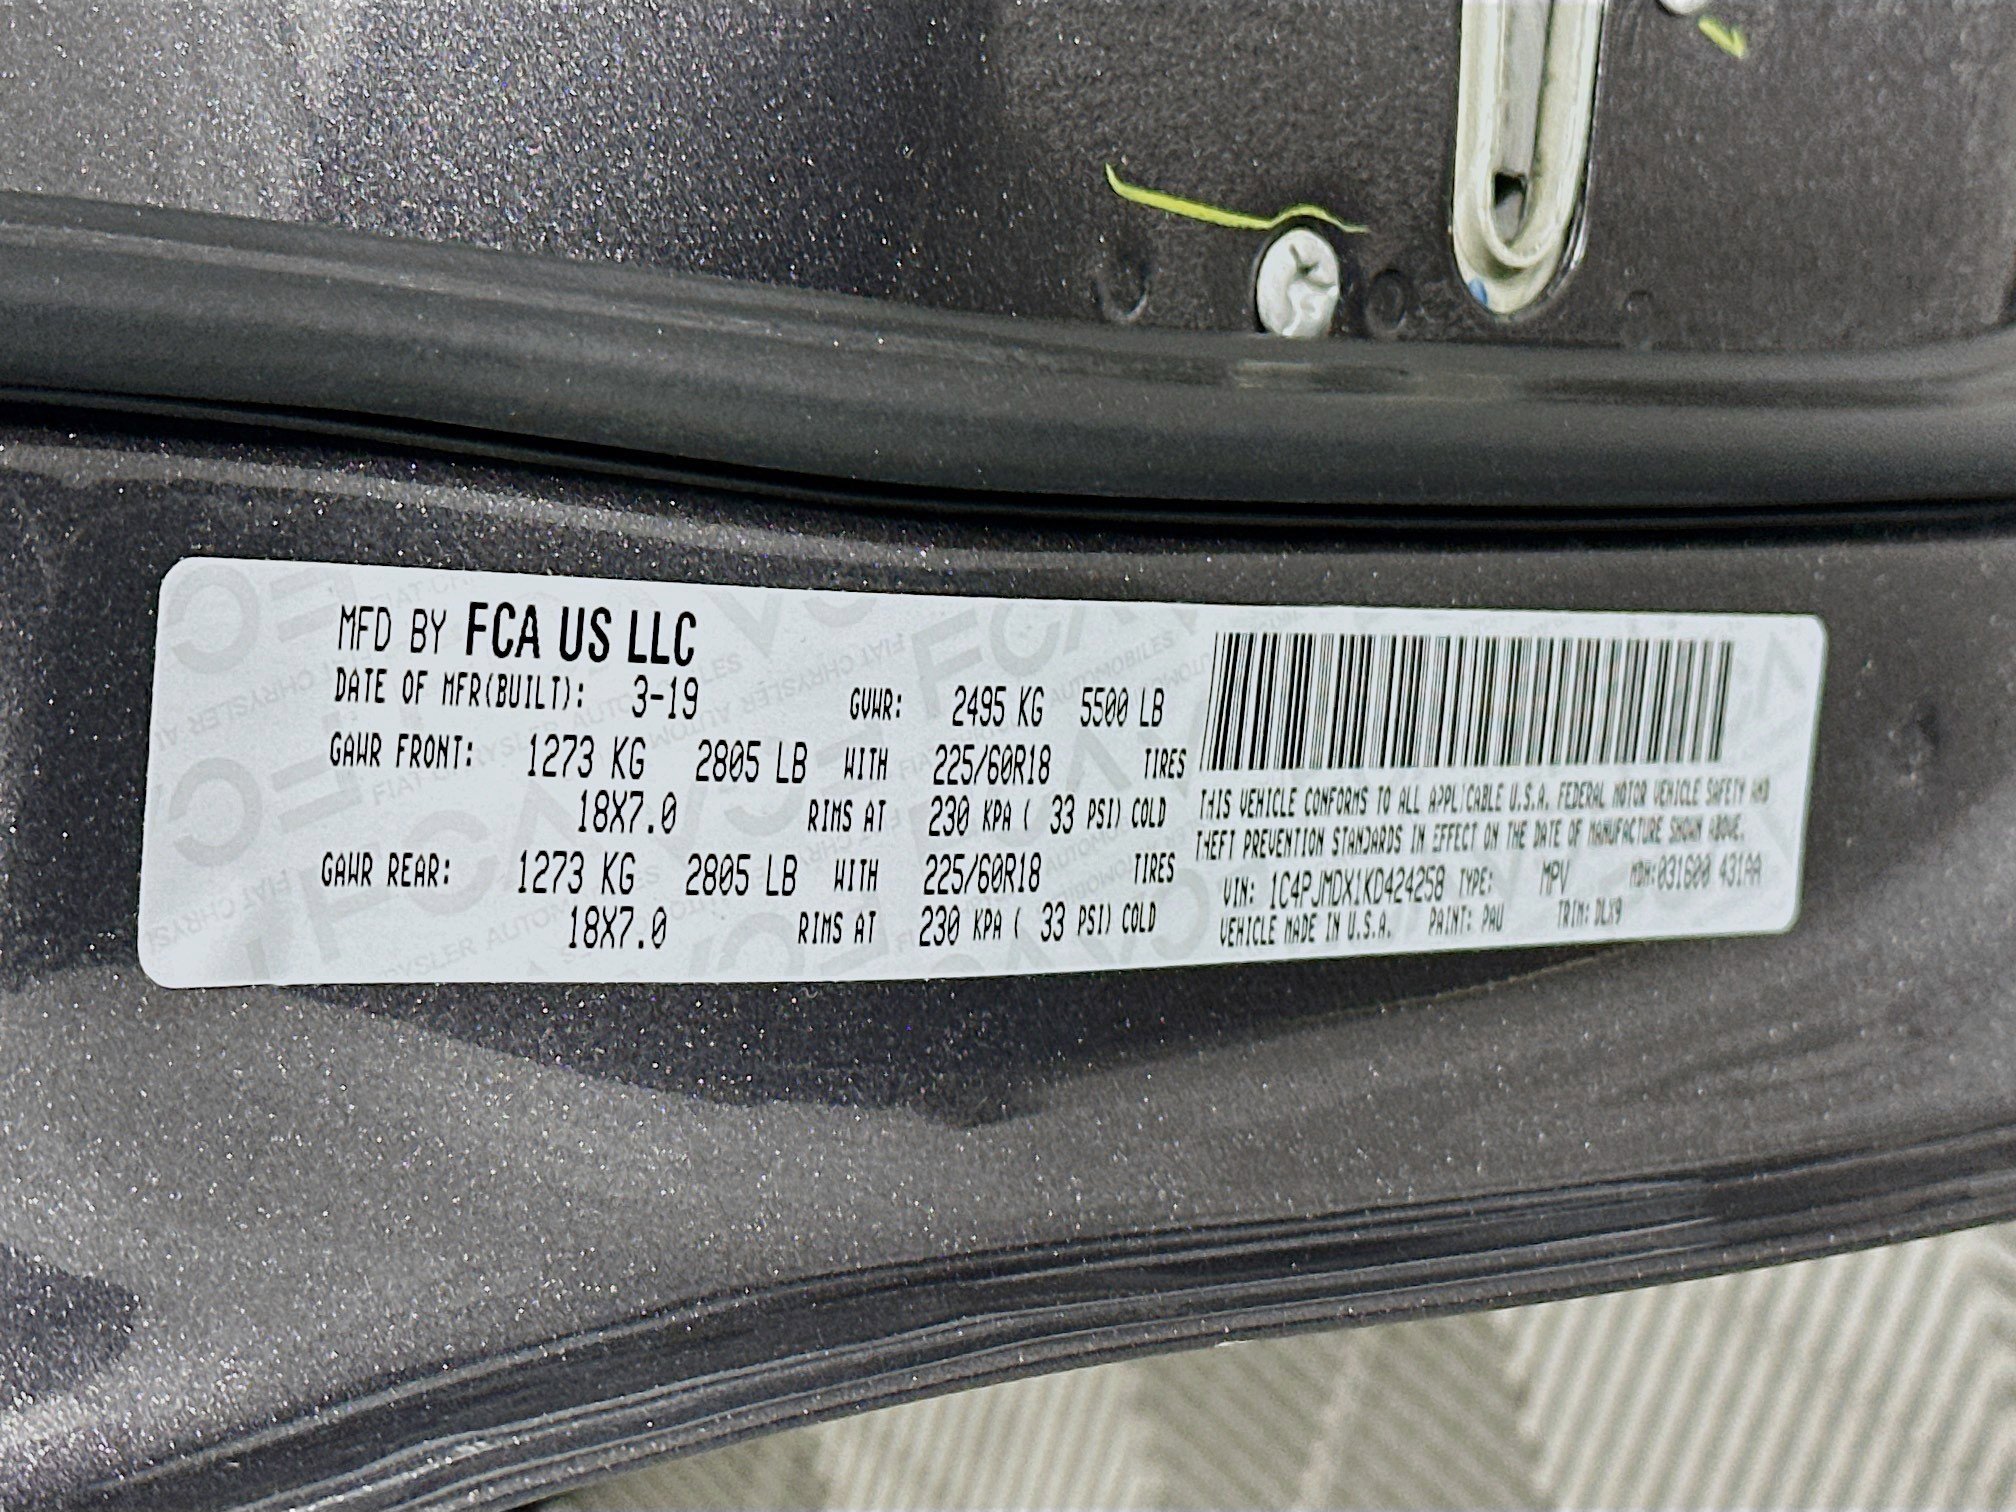 MFD BY FCA US LLC
DATE OF MFR(BUILT): 3-19 GVWR: 2495 KG 5500 LB
GAWR FRONT: 1273 KG 2805 LB WITH 225/60R18 TIRES
18X7.0 RIMS AT 230 KPA ( 33 PSI) COLD
GAWR REAR: 1273 KG 2805 LB WITH 225/60R18 TIRES
18X7.0 RIMS AT 230 KPA ( 33 PSI) COLD
THIS VEHICLE CONFORMS TO ALL APPLICABLE U.S.A. FEDERAL MOTOR VEHICLE SAFETY AND
THEFT PREVENTION STANDARDS IN EFFECT ON THE DATE OF MANUFACTURE SHOWN ABOVE.
VIN: 1C4PJMDX1KD424258 TYPE: MPV MDH:031600 431AA
VEHICLE MADE IN U.S.A. PAINT: PAU TRIM: DLX9